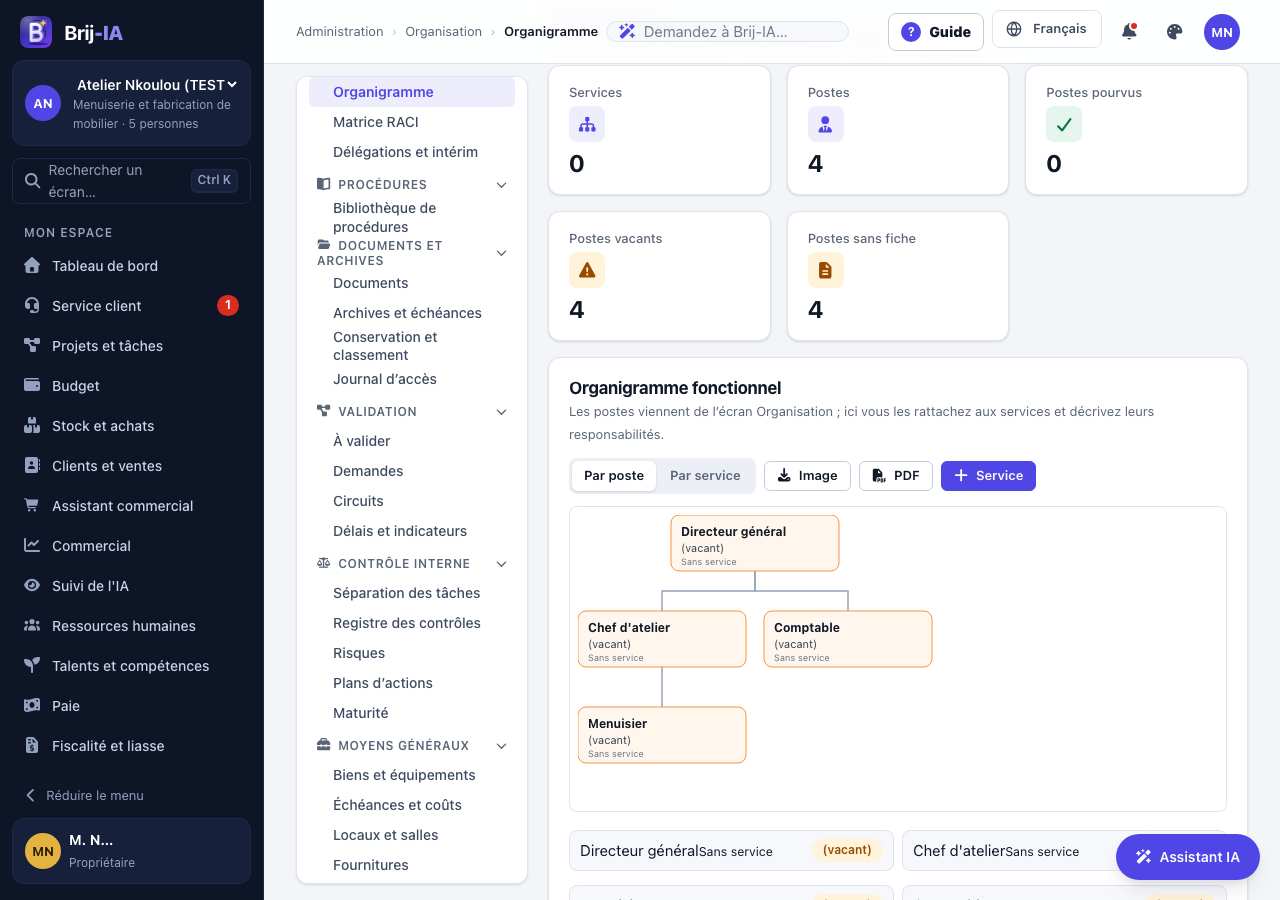 Brij-IA
Administration › Organisation › Organigramme
Demandez à Brij-IA...
? Guide
Français
MN
AN
Atelier Nkoulou (TEST
Menuiserie et fabrication de
mobilier · 5 personnes
Rechercher un
écran...
Ctrl K
MON ESPACE
Tableau de bord
Service client
1
Projets et tâches
Budget
Stock et achats
Clients et ventes
Assistant commercial
Commercial
Suivi de l'IA
Ressources humaines
Talents et compétences
Paie
Fiscalité et liasse
Réduire le menu
MN
M. N...
Propriétaire
Organigramme
Matrice RACI
Délégations et intérim
PROCÉDURES
Bibliothèque de
procédures
DOCUMENTS ET
ARCHIVES
Documents
Archives et échéances
Conservation et
classement
Journal d’accès
VALIDATION
À valider
Demandes
Circuits
Délais et indicateurs
CONTRÔLE INTERNE
Séparation des tâches
Registre des contrôles
Risques
Plans d’actions
Maturité
MOYENS GÉNÉRAUX
Biens et équipements
Échéances et coûts
Locaux et salles
Fournitures
Services
0
Postes
4
Postes pourvus
0
Postes vacants
4
Postes sans fiche
4
Organigramme fonctionnel
Les postes viennent de l’écran Organisation ; ici vous les rattachez aux services et décrivez leurs
responsabilités.
Par poste
Par service
Image
PDF
Service
Directeur général
(vacant)
Sans service
Chef d'atelier
(vacant)
Sans service
Comptable
(vacant)
Sans service
Menuisier
(vacant)
Sans service
Directeur général Sans service (vacant)
Chef d'atelier Sans service
Assistant IA